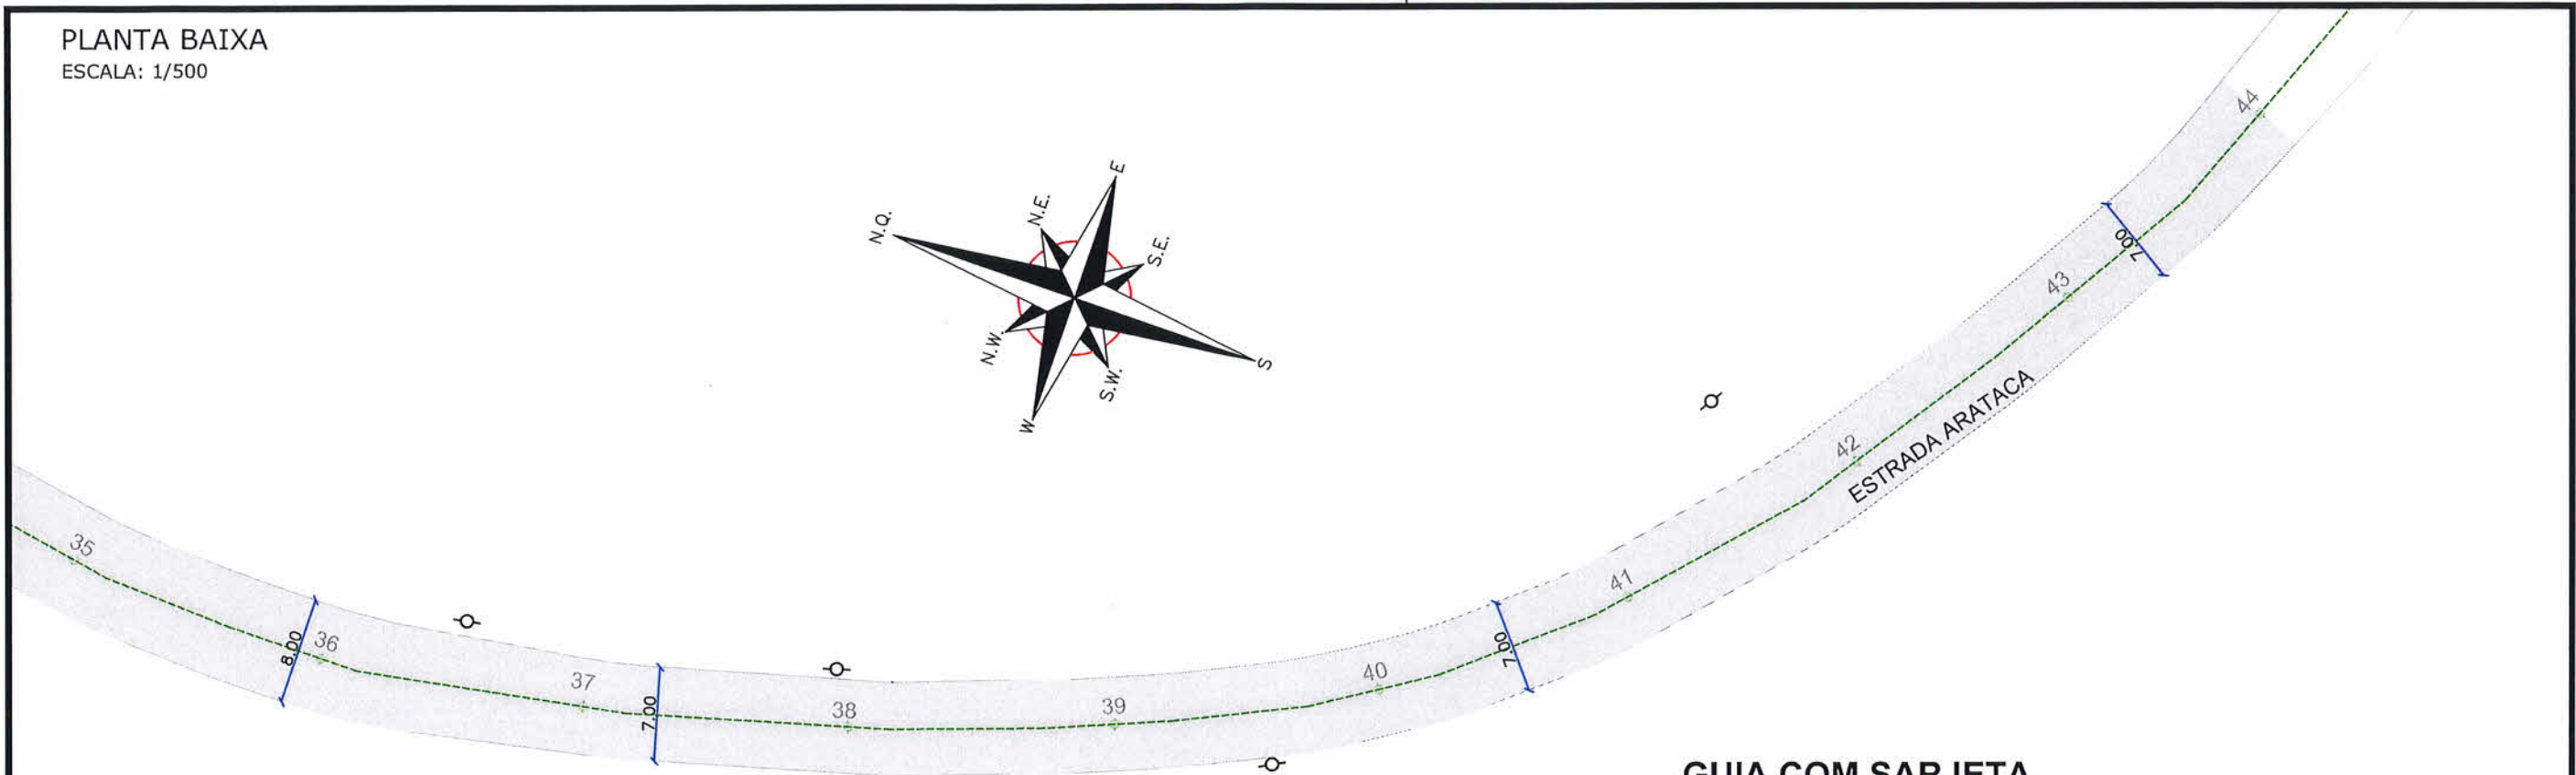 PLANTA BAIXA
ESCALA: 1/500
44
E
N.E.
N.Q.
S.E.
7.00
43
N.W.
S
S.W.
W
ESTRADA ARATACA
42
35
41
36
8.00
7.00
40
37
7.00
38
39
GUIA COM SARJETA